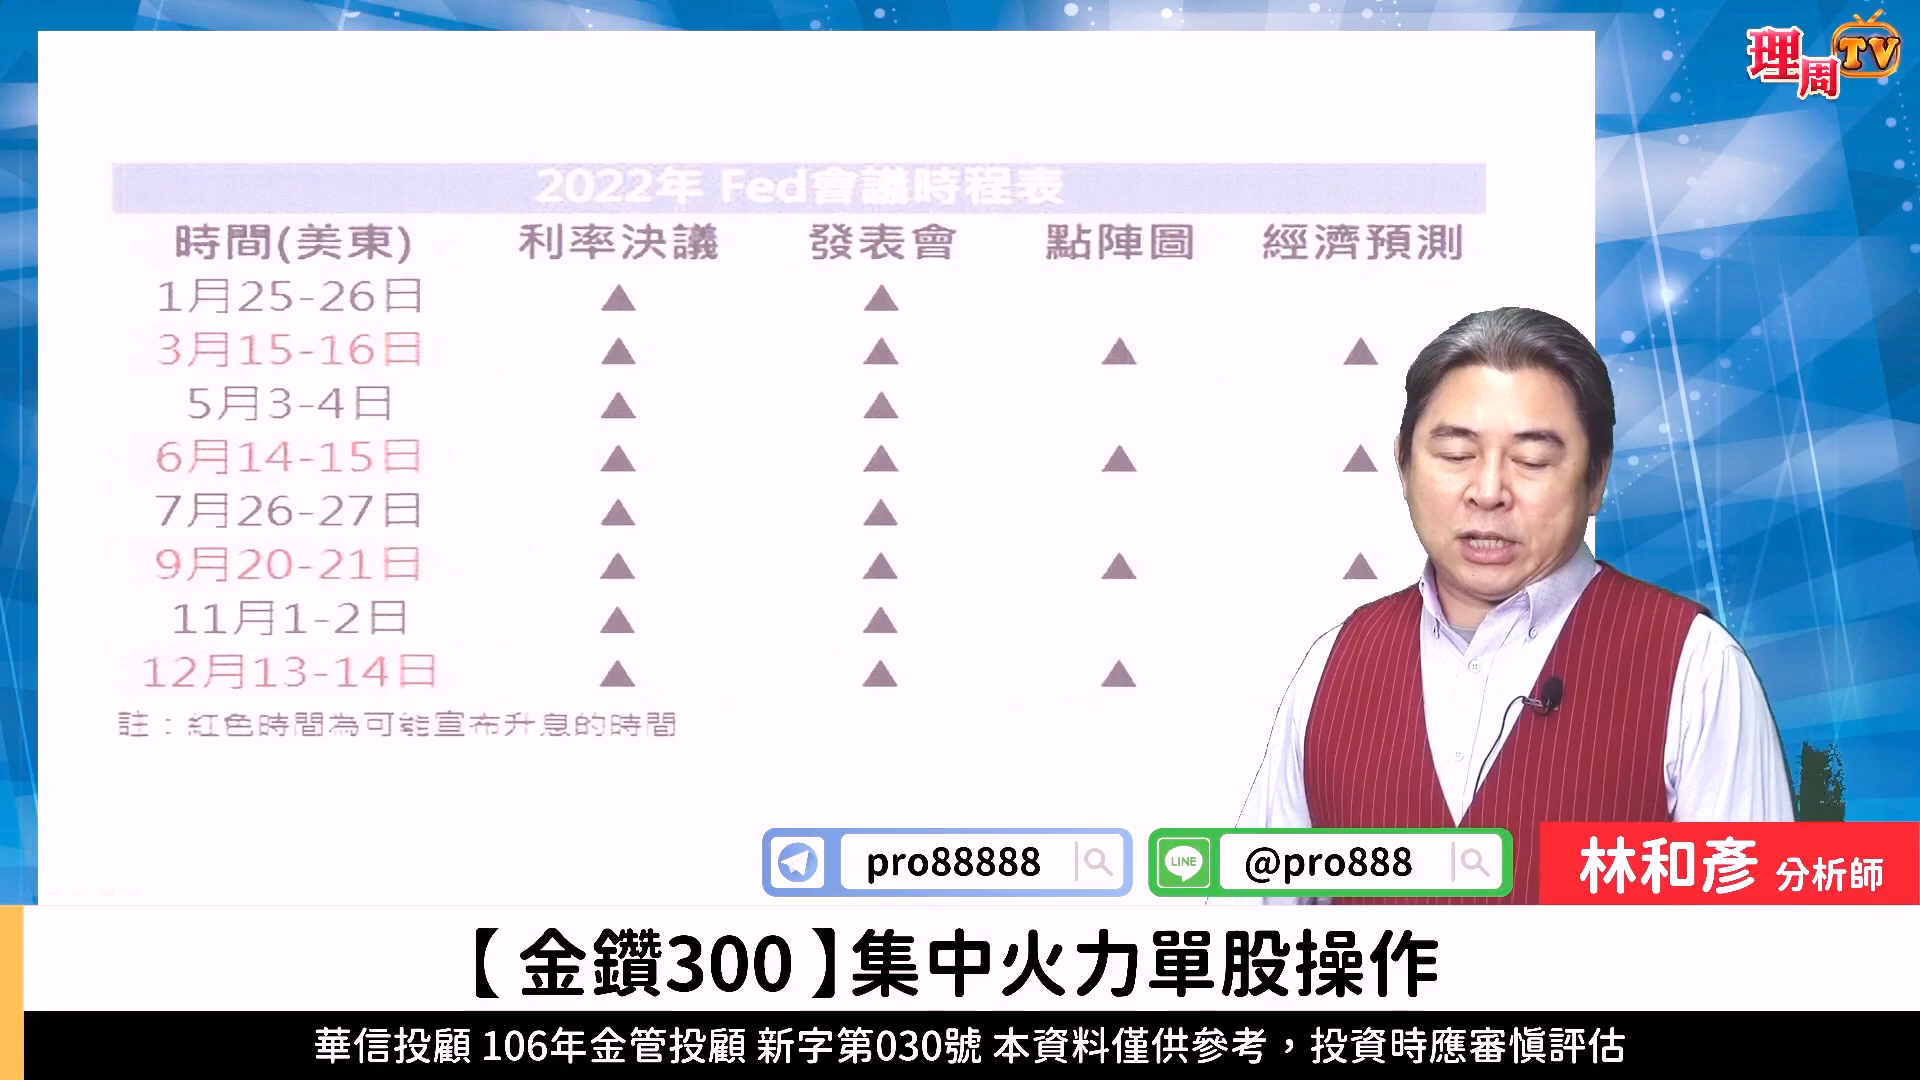 理周TV
2022年 Fed會議時程表
時間(美東) 利率決議 發表會 點陣圖 經濟預測
1月25-26日 ▲ ▲
3月15-16日 ▲ ▲ ▲ ▲
5月3-4日 ▲ ▲
6月14-15日 ▲ ▲ ▲ ▲
7月26-27日 ▲ ▲
9月20-21日 ▲ ▲ ▲ ▲
11月1-2日 ▲ ▲
12月13-14日 ▲ ▲ ▲
註：紅色時間為可能宣布升息的時間
pro88888
LINE @pro888
林和彥 分析師
【金鑽300】集中火力單股操作
華信投顧 106年金管投顧 新字第030號 本資料僅供參考，投資時應審慎評估